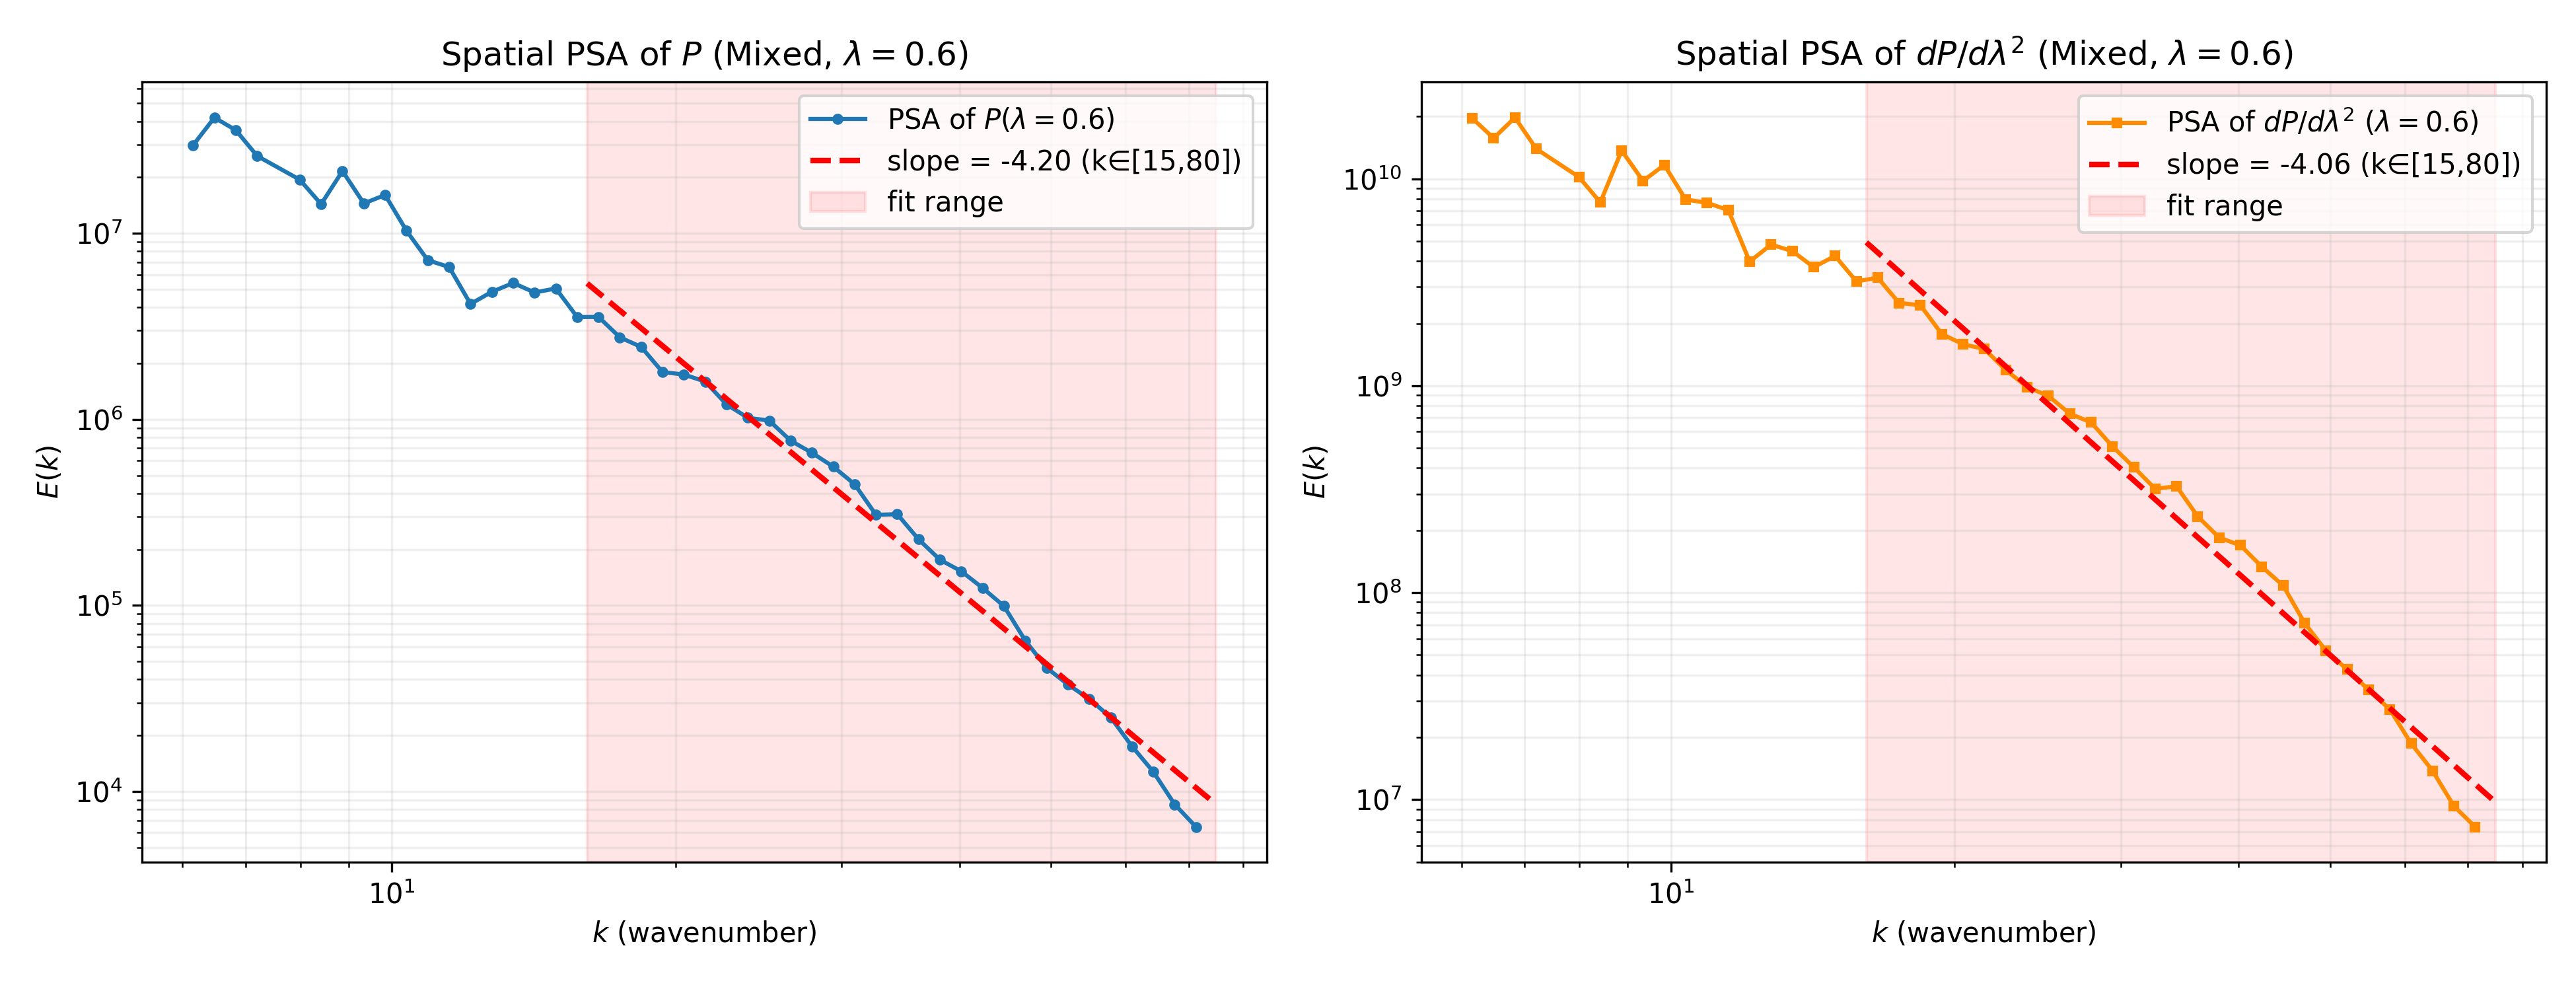 Spatial PSA of P (Mixed, λ = 0.6)
PSA of P(λ = 0.6)
slope = -4.20 (k∈[15,80])
fit range
10⁷
10⁶
10⁵
10⁴
E(k)
10¹
k (wavenumber)
Spatial PSA of dP/dλ² (Mixed, λ = 0.6)
PSA of dP/dλ² (λ = 0.6)
slope = -4.06 (k∈[15,80])
fit range
10¹⁰
10⁹
10⁸
10⁷
E(k)
10¹
k (wavenumber)